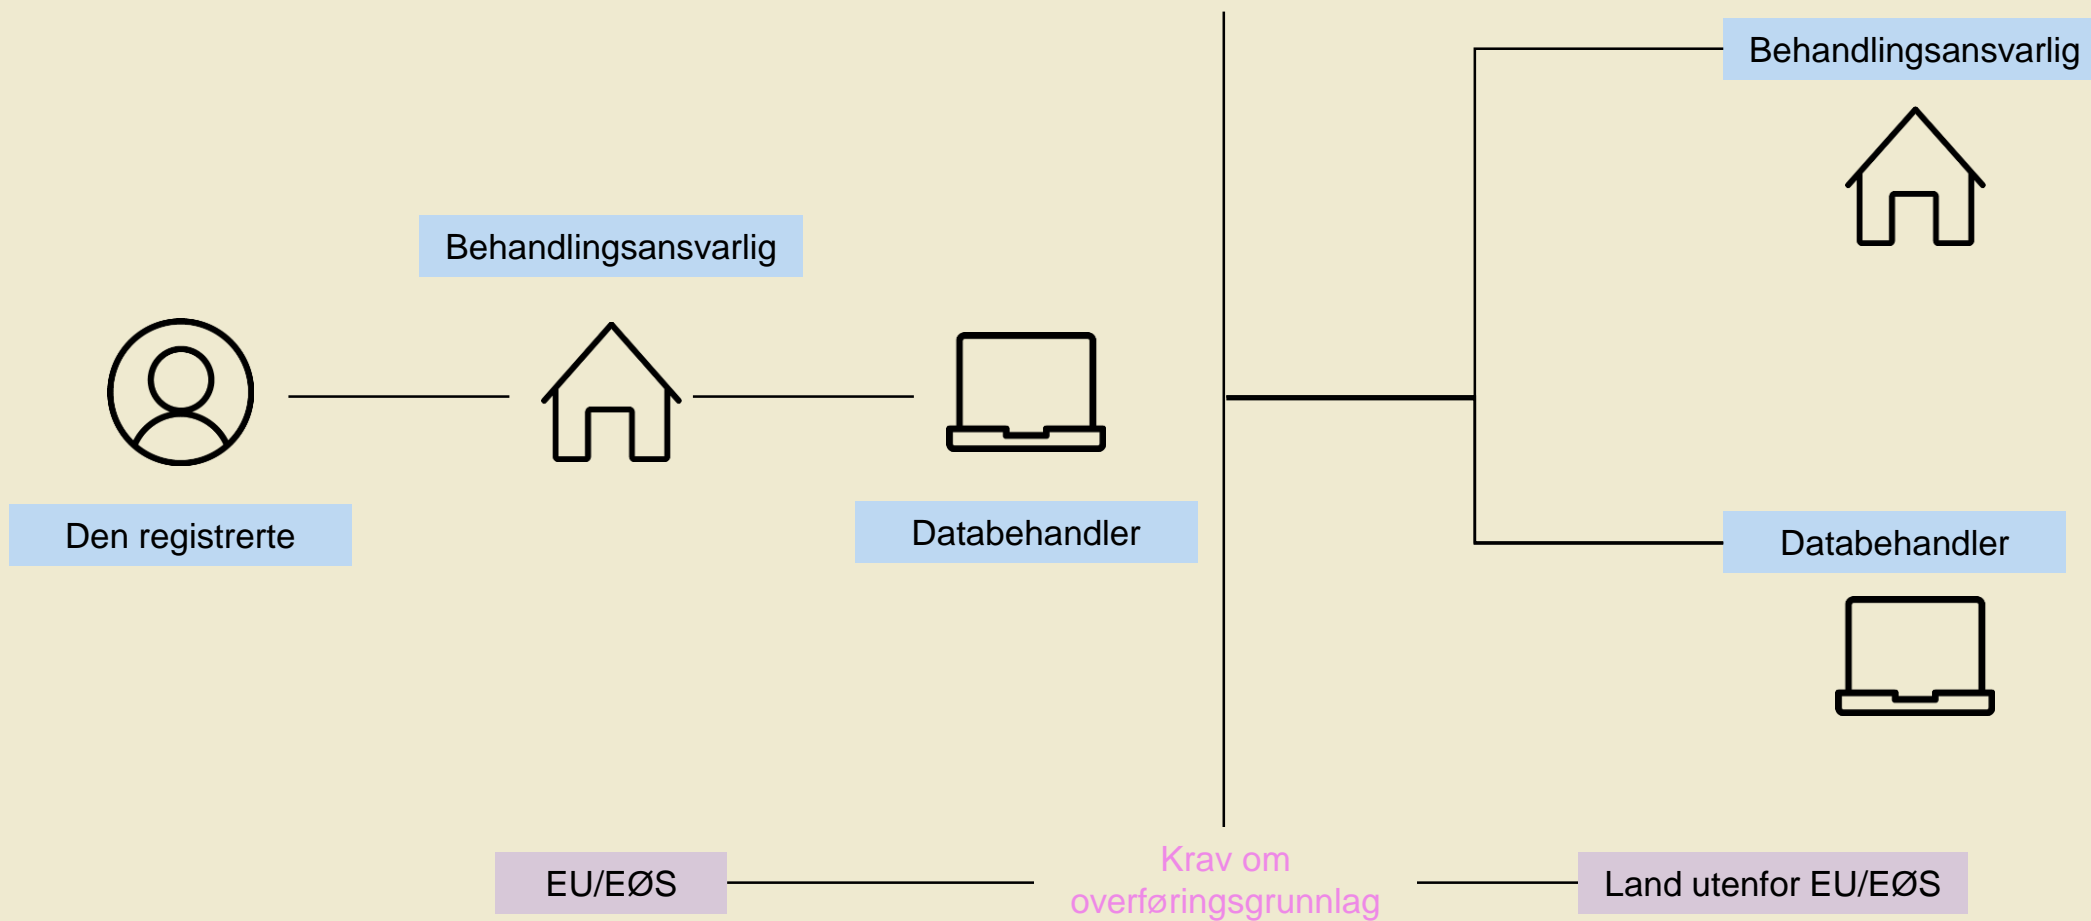 Behandlingsansvarlig
Behandlingsansvarlig
Den registrerte
Databehandler
Databehandler
EU/EØS
Krav om
overføringsgrunnlag
Land utenfor EU/EØS